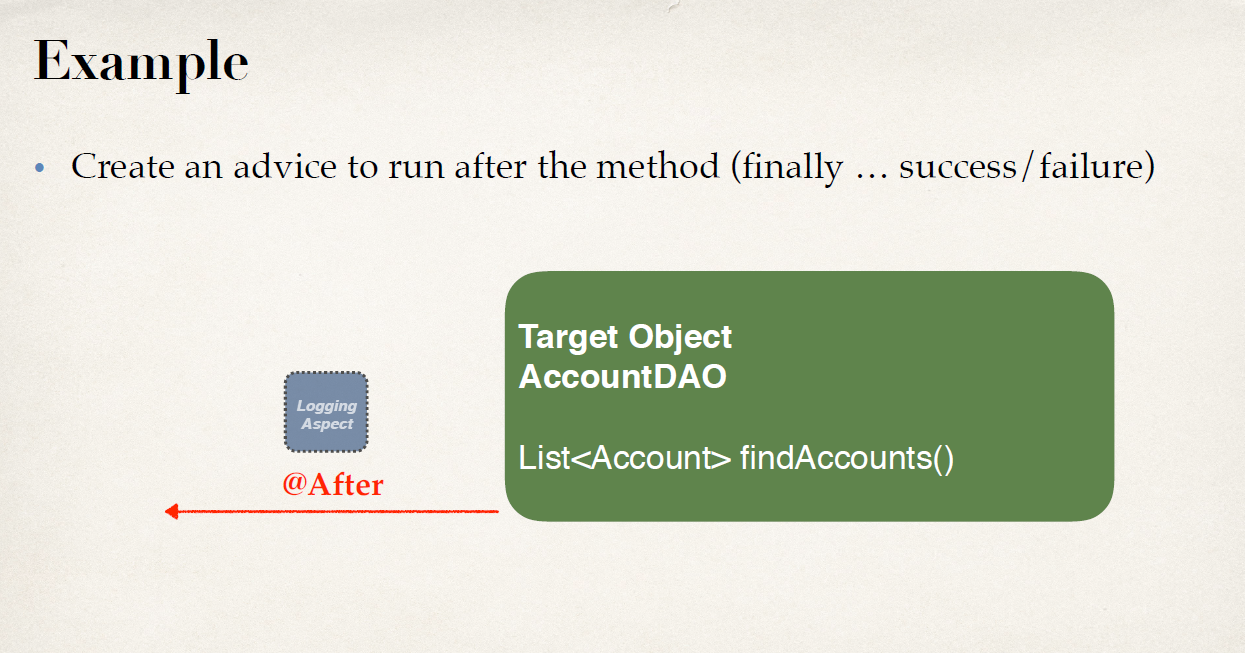 Example
• Create an advice to run after the method (finally … success/failure)
Target Object
AccountDAO
Logging
Aspect
List<Account> findAccounts()
@After